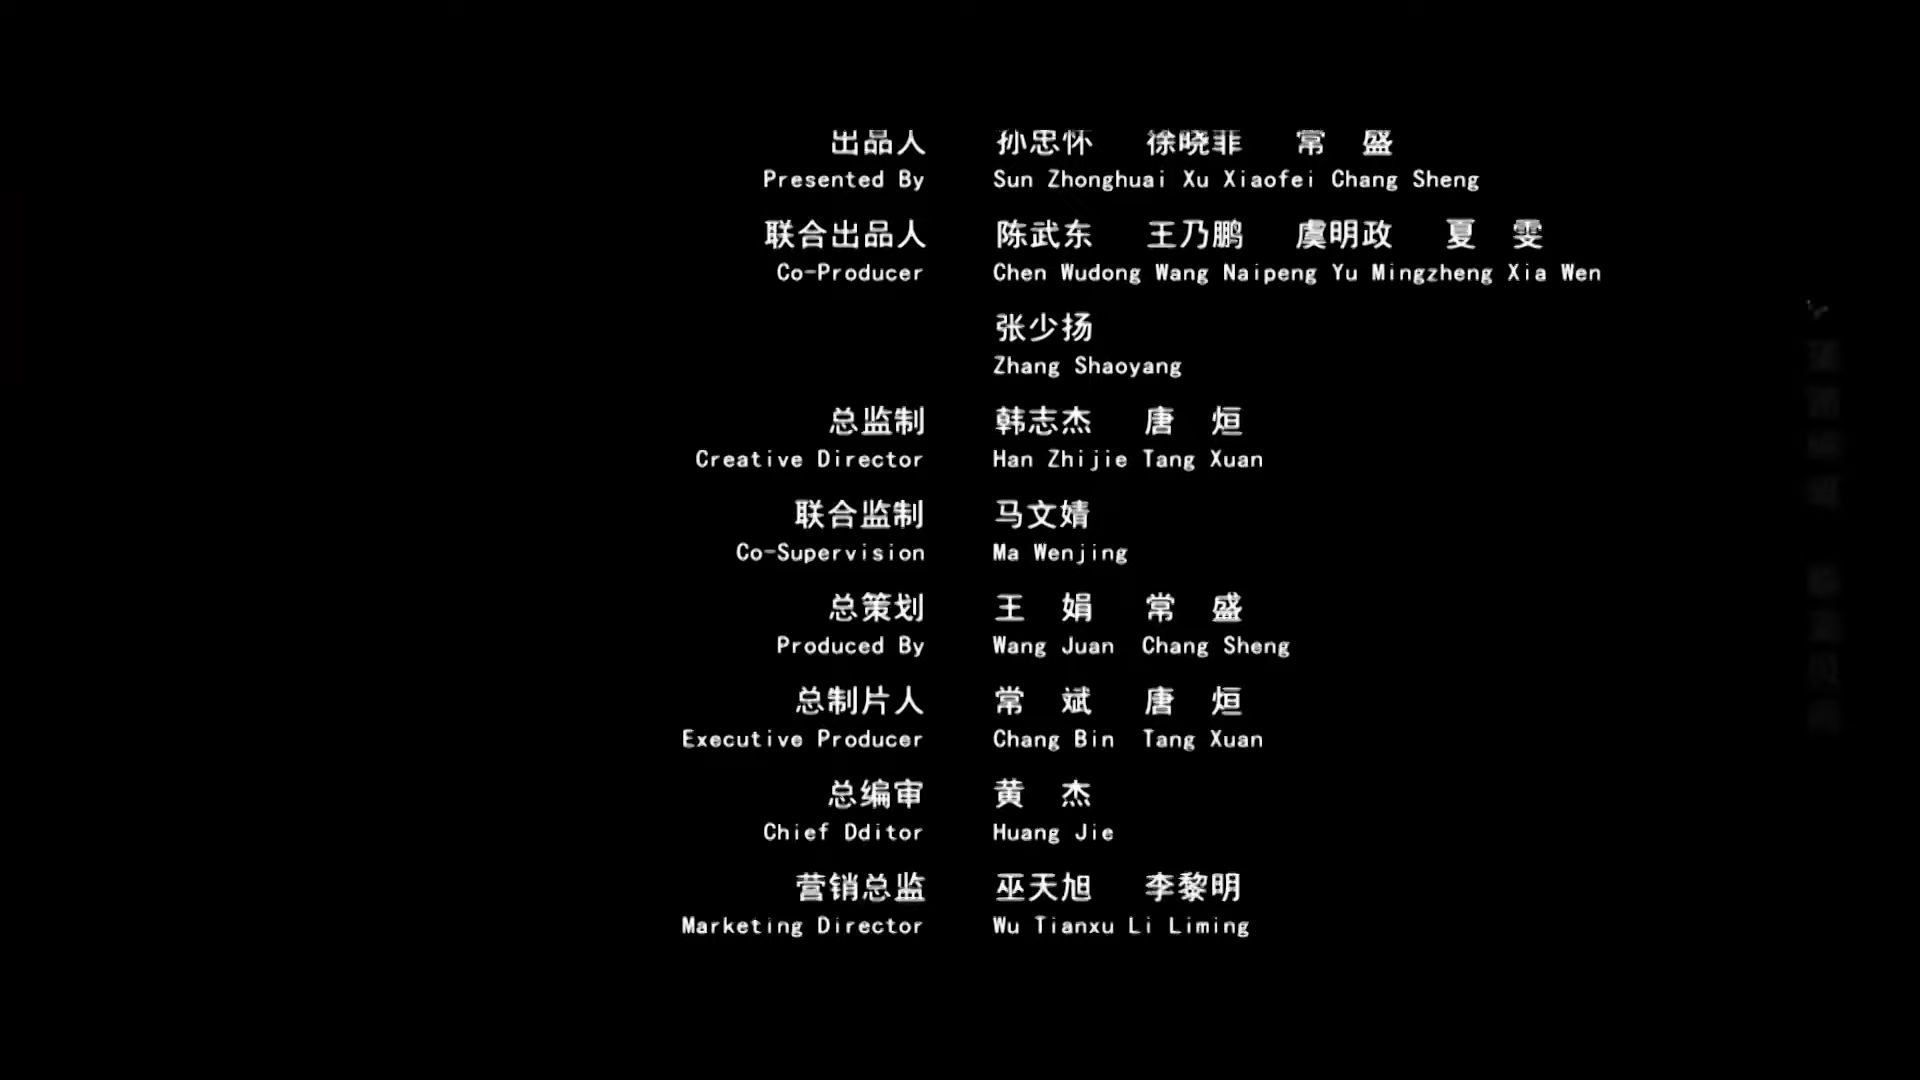 出品人 孙忠怀 徐晓菲 常 盛
Presented By Sun Zhonghuai Xu Xiaofei Chang Sheng
联合出品人 陈武东 王乃鹏 虞明政 夏 雯
Co-Producer Chen Wudong Wang Naipeng Yu Mingzheng Xia Wen
张少扬
Zhang Shaoyang
总监制 韩志杰 唐 烜
Creative Director Han Zhijie Tang Xuan
联合监制 马文婧
Co-Supervision Ma Wenjing
总策划 王 娟 常 盛
Produced By Wang Juan Chang Sheng
总制片人 常 斌 唐 烜
Executive Producer Chang Bin Tang Xuan
总编审 黄 杰
Chief Dditor Huang Jie
营销总监 巫天旭 李黎明
Marketing Director Wu Tianxu Li Liming